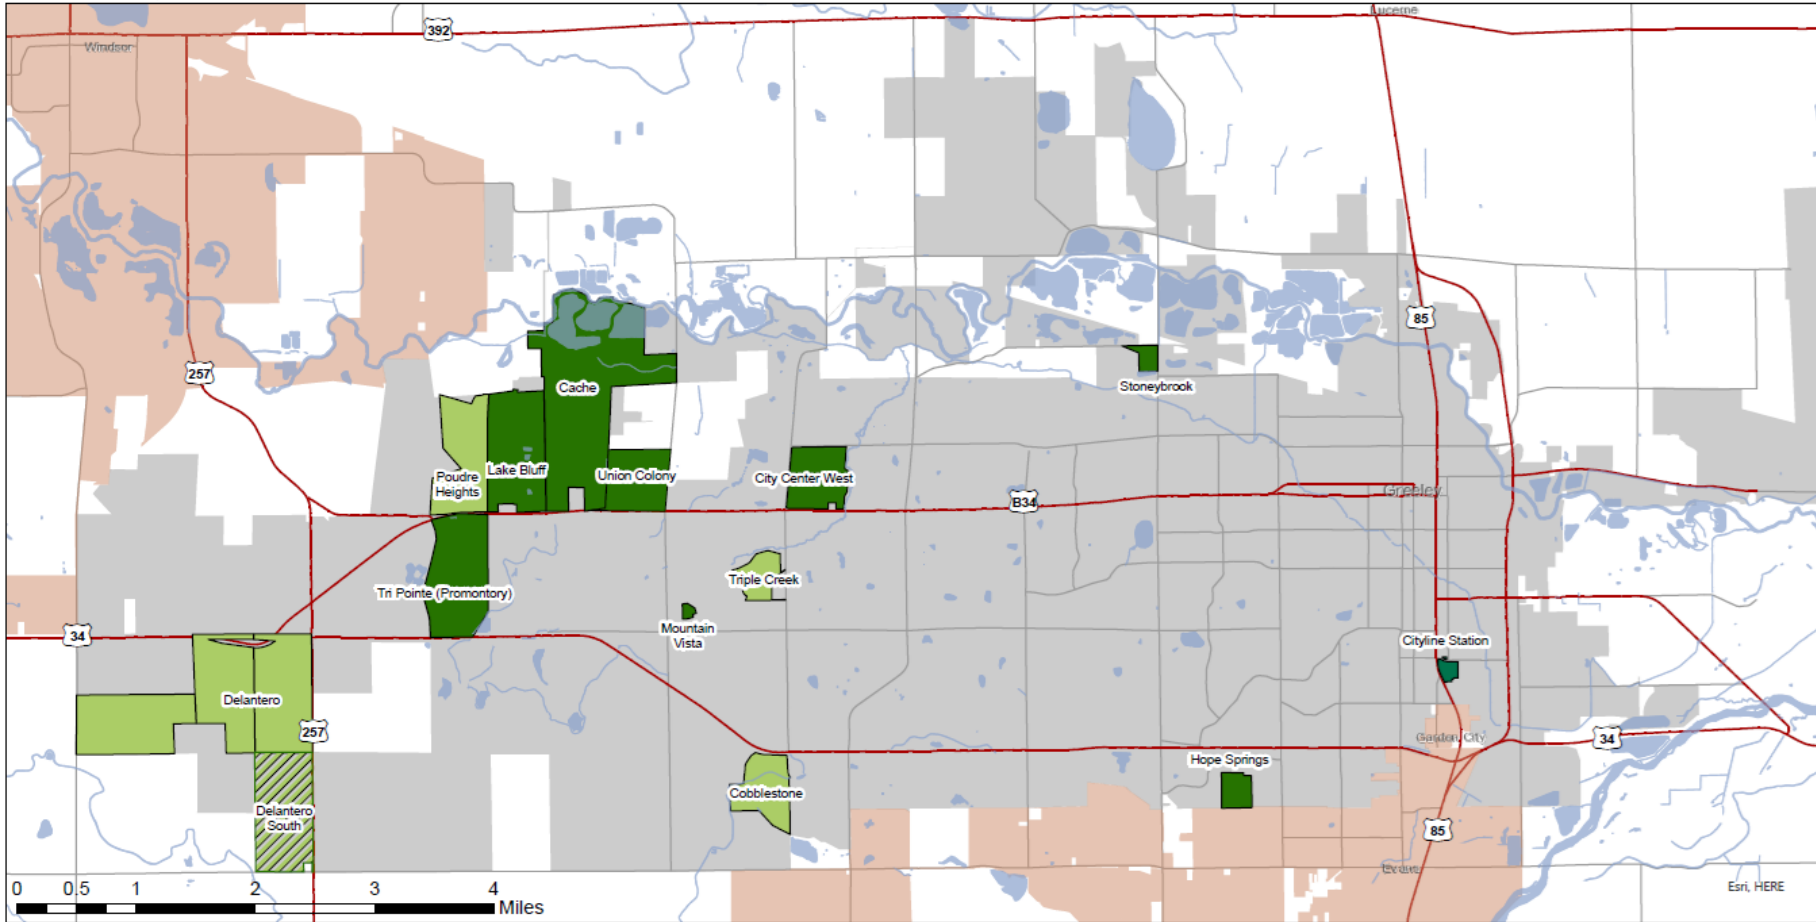 Lucerne
392
Windsor
85
257
Cache
Stoneybrook
Lake Bluff
Poudre
Heights
Union Colony
City Center West
Greeley
B34
Triple Creek
Tri Pointe (Promontory)
Mountain
Vista
34
Cityline Station
Delantero
257
Garden City
34
Hope Springs
Cobblestone
Delantero
South
85
Evans
0 0.5 1 2 3 4
Miles
Esri, HERE